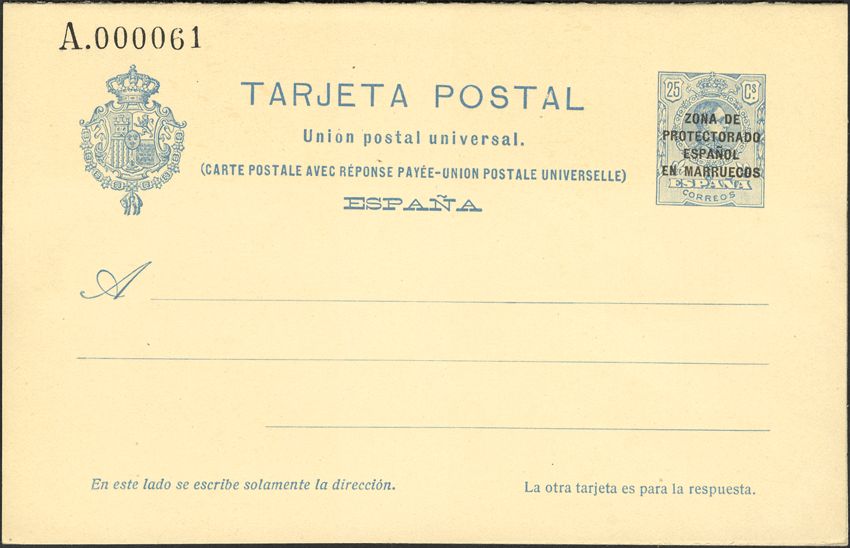 A.000061
TARJETA POSTAL
Unión postal universal.
(CARTE POSTALE AVEC RÉPONSE PAYÉE-UNION POSTALE UNIVERSELLE)
ESPAÑA
25 Cs.
ZONA DE
PROTECTORADO
ESPAÑOL
EN MARRUECOS
ESPAÑA
CORREOS
A
En este lado se escribe solamente la dirección.
La otra tarjeta es para la respuesta.